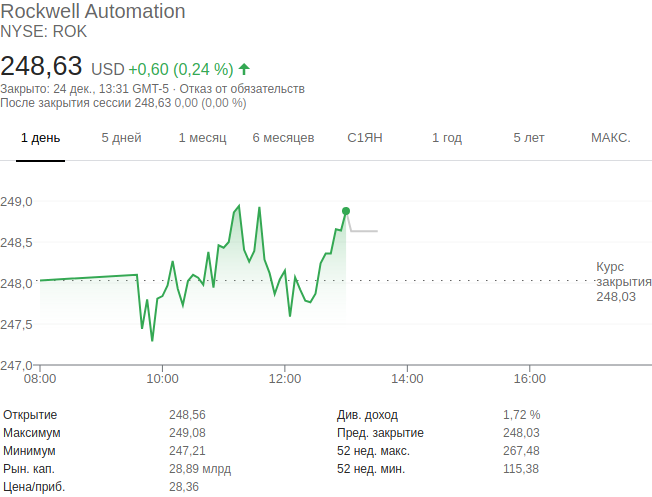 Rockwell Automation
NYSE: ROK
248,63 USD +0,60 (0,24 %)
Закрыто: 24 дек., 13:31 GMT-5 · Отказ от обязательств
После закрытия сессии 248,63 0,00 (0,00 %)
1 день 5 дней 1 месяц 6 месяцев С1ЯН 1 год 5 лет МАКС.
249,0
248,5
248,0
247,5
247,0
Курс
закрытия
248,03
08:00 10:00 12:00 14:00 16:00
Открытие 248,56 Див. доход 1,72 %
Максимум 249,08 Пред. закрытие 248,03
Минимум 247,21 52 нед. макс. 267,48
Рын. кап. 28,89 млрд 52 нед. мин. 115,38
Цена/приб. 28,36